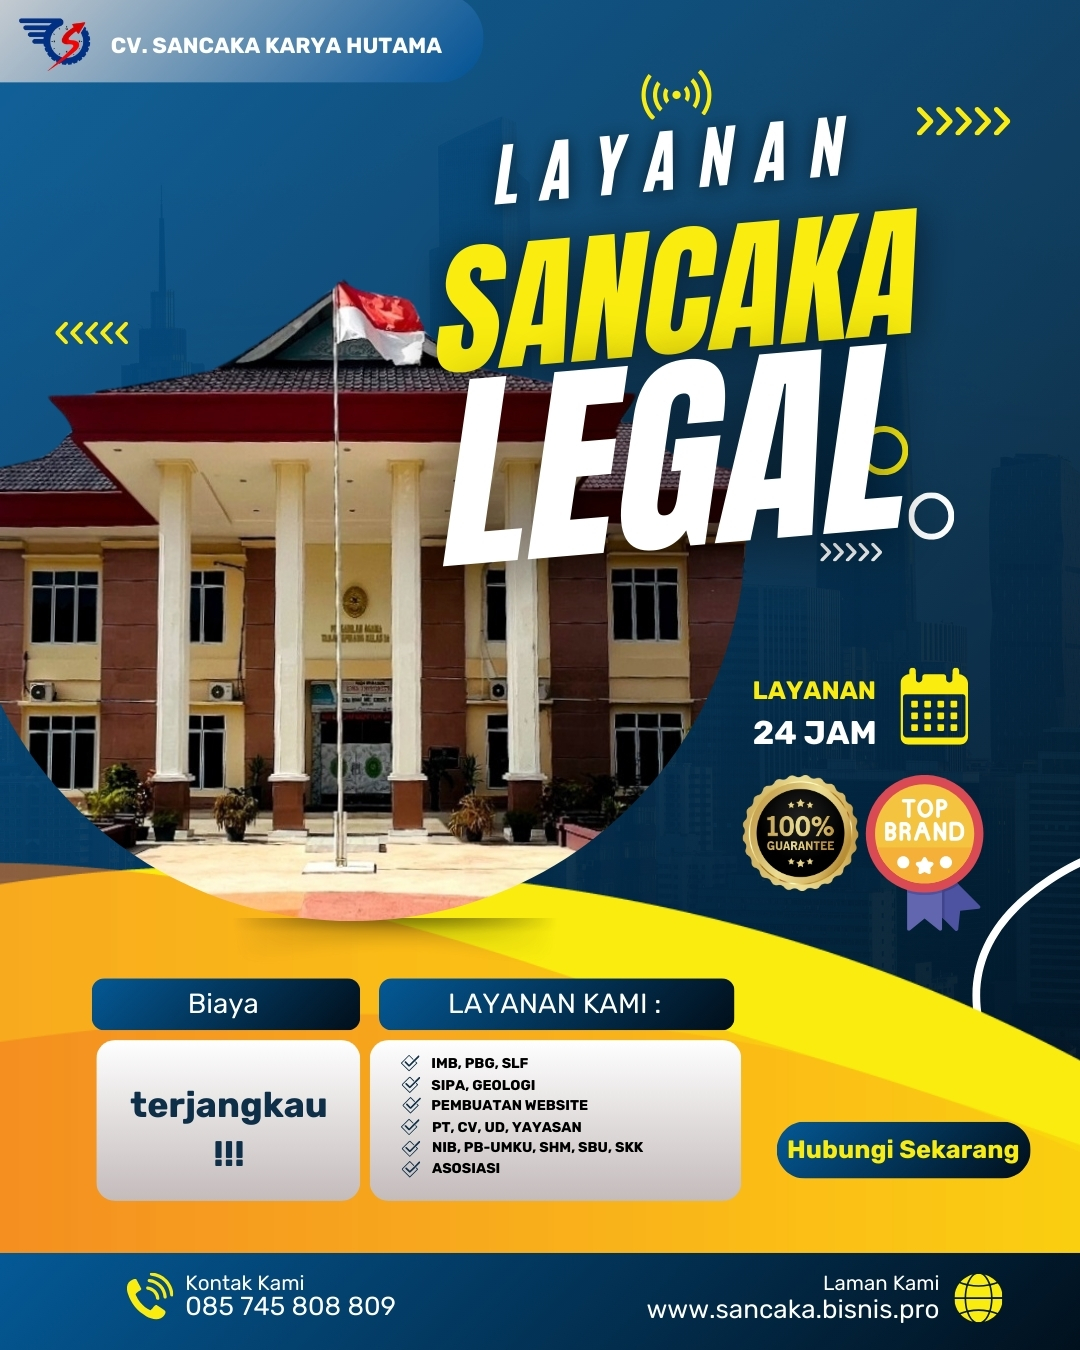 CV. SANCAKA KARYA HUTAMA
LAYANAN
SANCAKA
LEGAL
LAYANAN
24 JAM
100%
GUARANTEE
TOP
BRAND
Biaya
terjangkau
!!!
LAYANAN KAMI :
IMB, PBG, SLF
SIPA, GEOLOGI
PEMBUATAN WEBSITE
PT, CV, UD, YAYASAN
NIB, PB-UMKU, SHM, SBU, SKK
ASOSIASI
Hubungi Sekarang
Kontak Kami
085 745 808 809
Laman Kami
www.sancaka.bisnis.pro